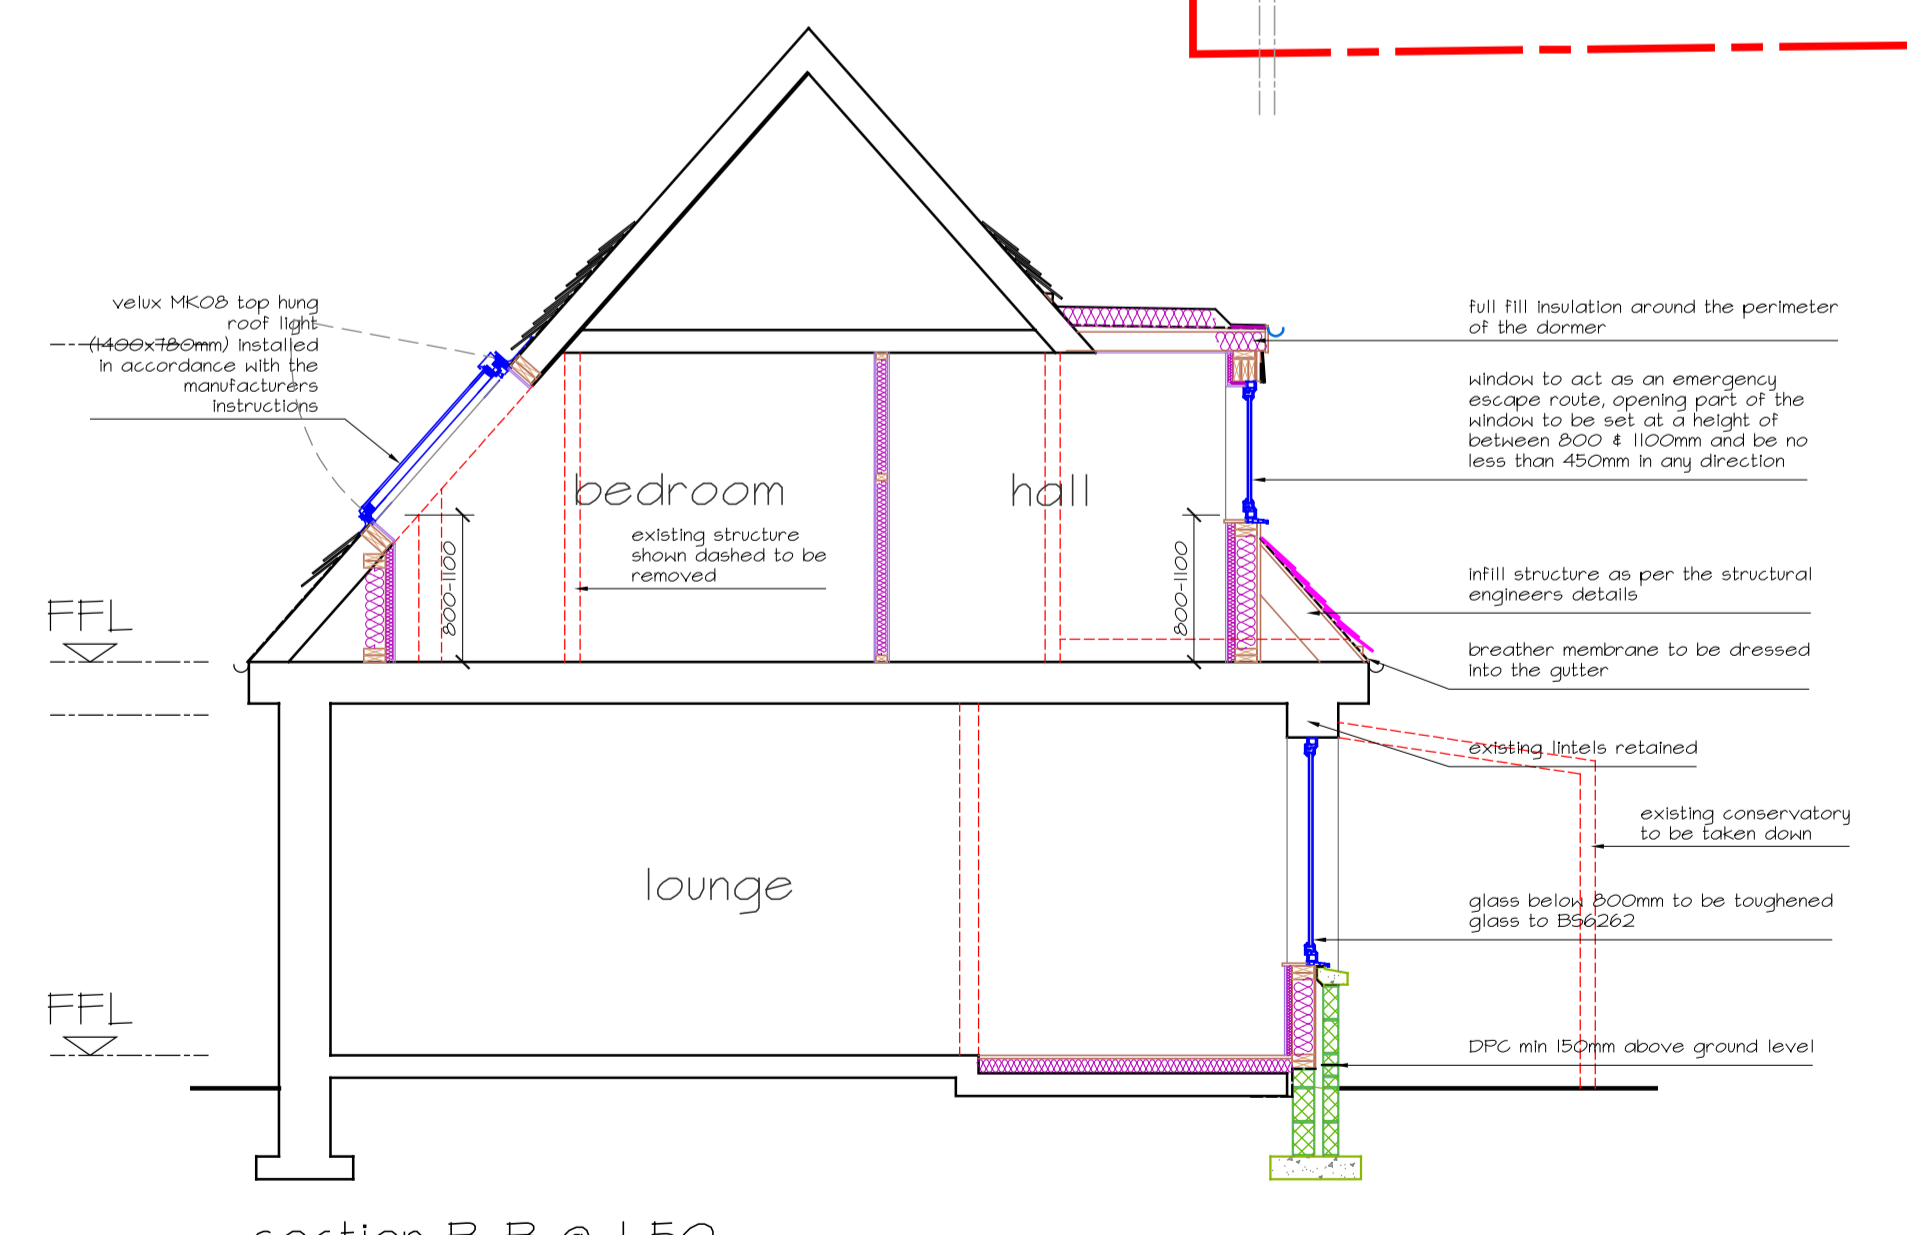 velux MK08 top hung
roof light
(1400x780mm) installed
in accordance with the
manufacturers
instructions
full fill insulation around the perimeter
of the dormer
window to act as an emergency
escape route, opening part of the
window to be set at a height of
between 800 & 1100mm and be no
less than 450mm in any direction
bedroom
hall
existing structure
shown dashed to be
removed
800-1100
800-1100
infill structure as per the structural
engineers details
FFL
breather membrane to be dressed
into the gutter
existing lintels retained
existing conservatory
to be taken down
lounge
glass below 800mm to be toughened
glass to BS6262
FFL
DPC min 150mm above ground level
section B-B @ 1:50